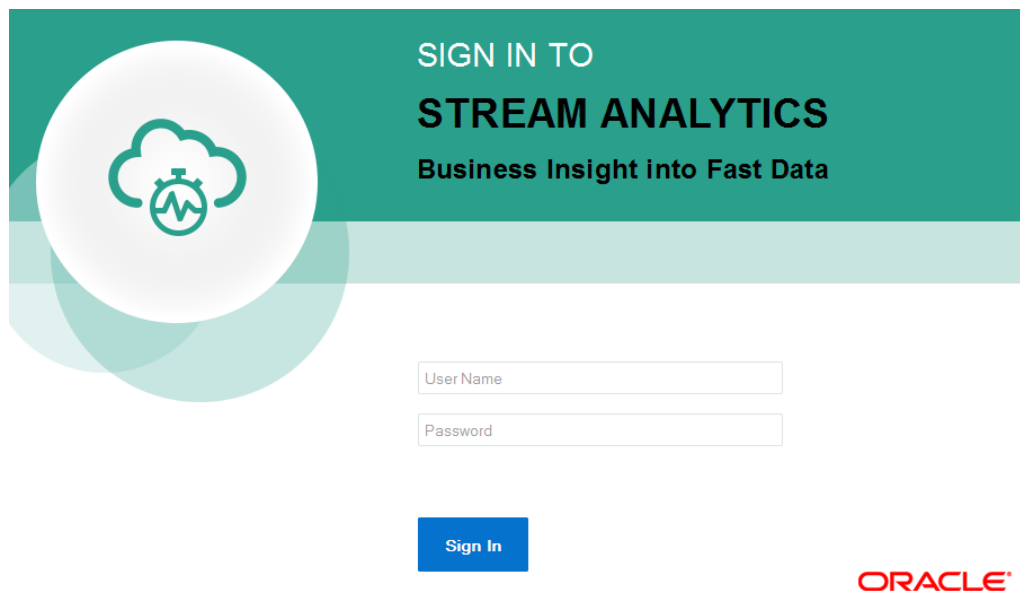 SIGN IN TO
STREAM ANALYTICS
Business Insight into Fast Data
User Name
Password
Sign In
ORACLE®